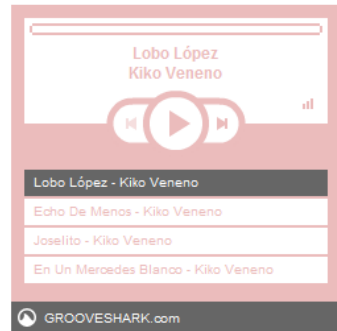 Lobo López
Kiko Veneno
Lobo López - Kiko Veneno
Echo De Menos - Kiko Veneno
Joselito - Kiko Veneno
En Un Mercedes Blanco - Kiko Veneno
GROOVESHARK.com